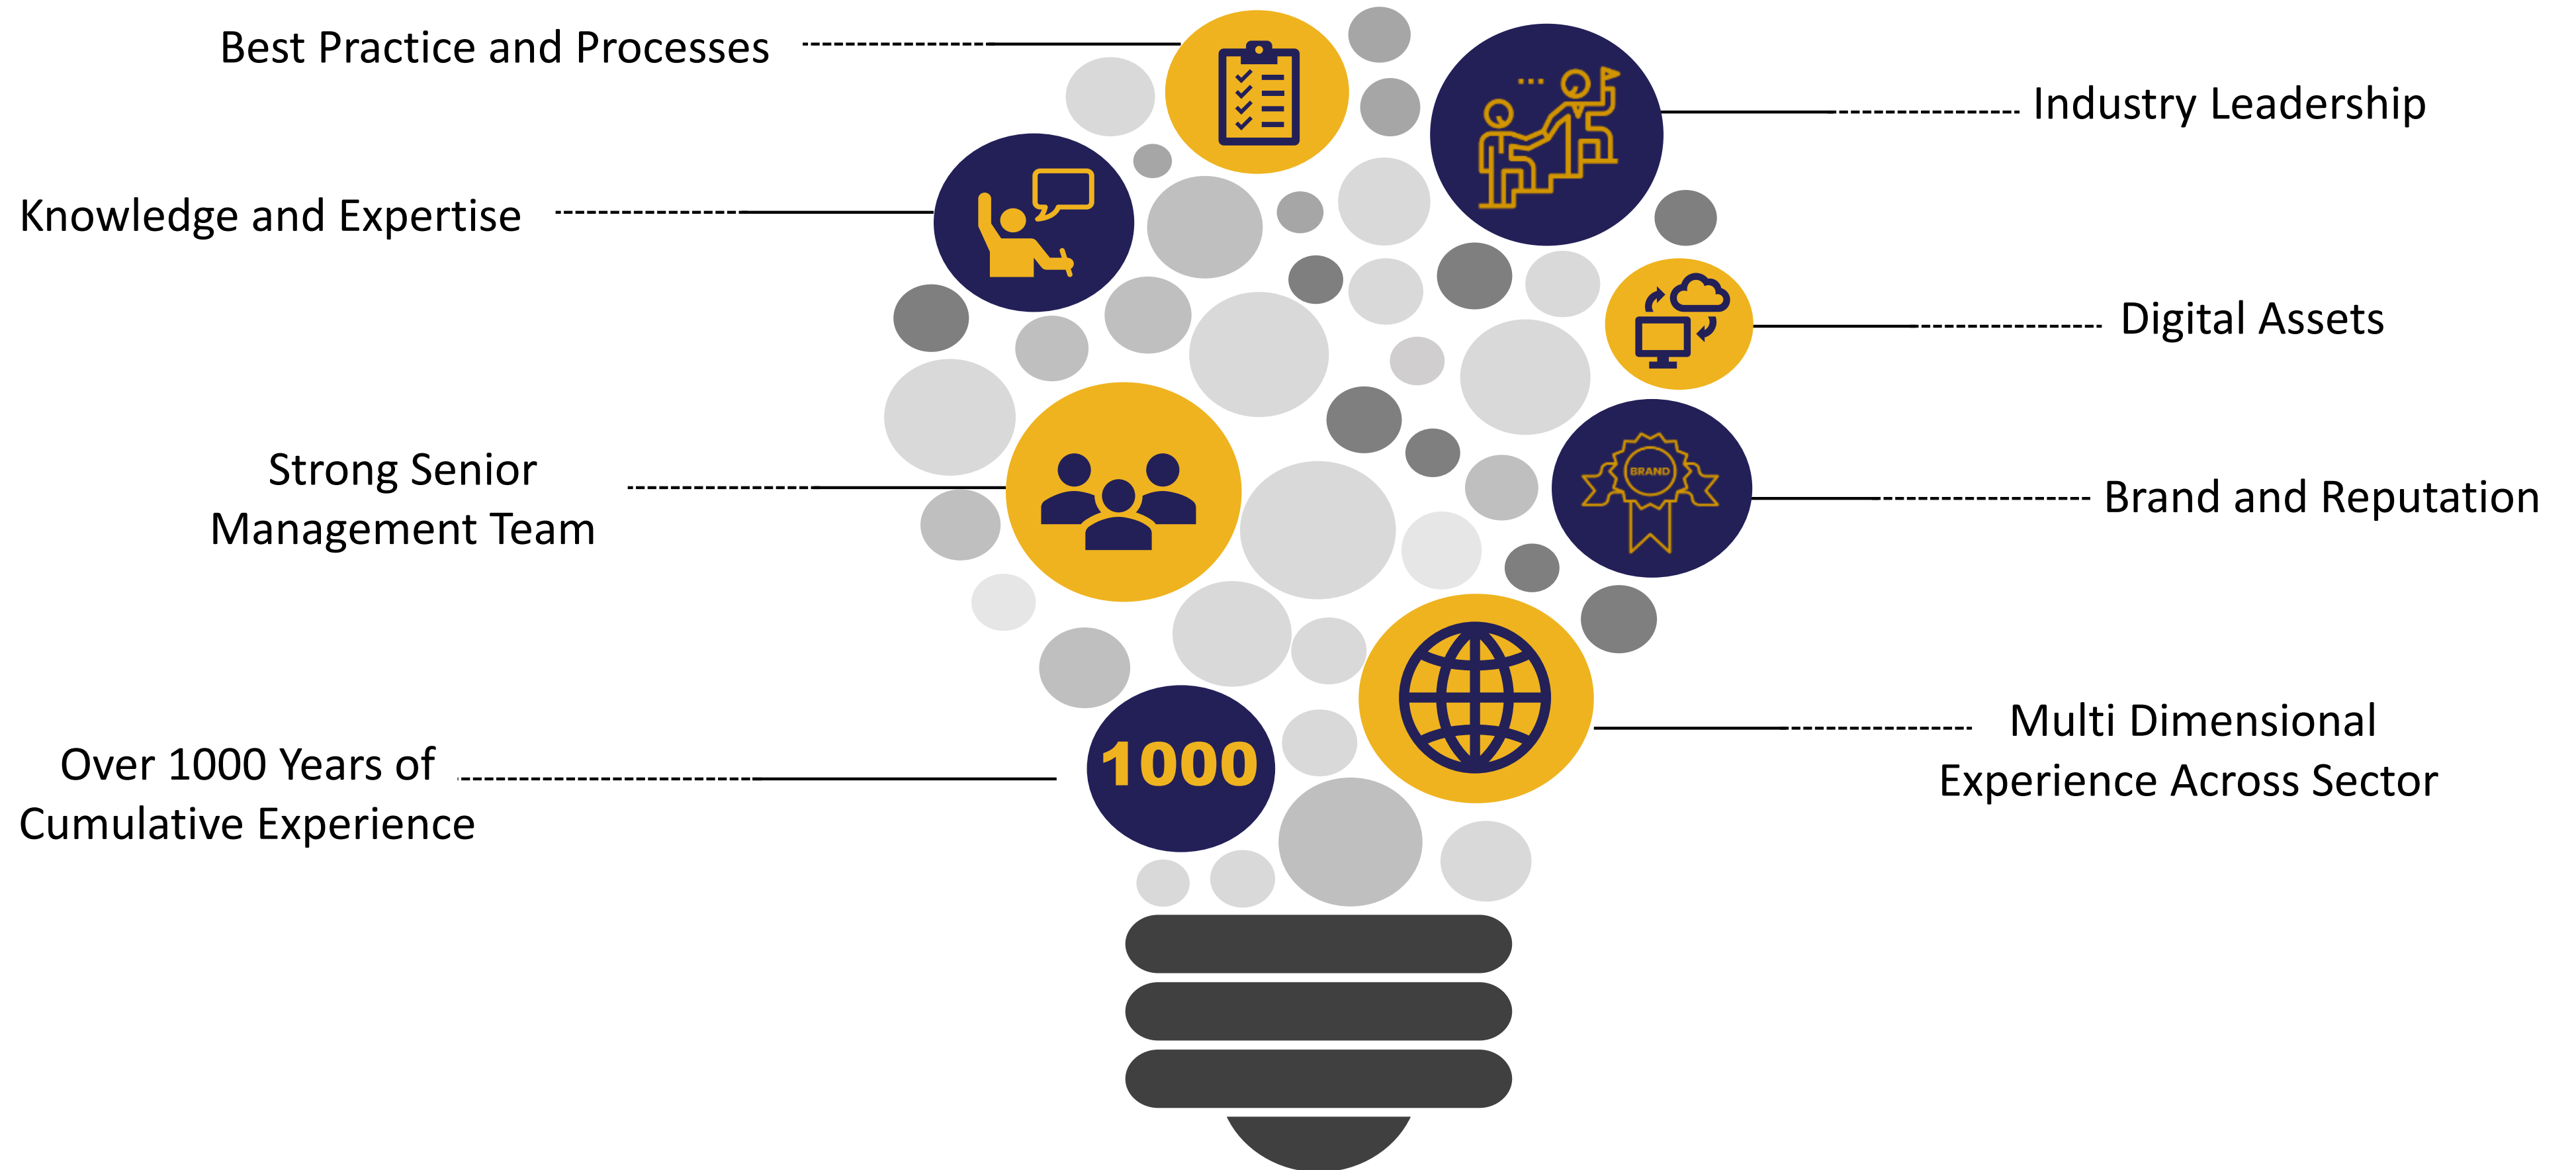 Best Practice and Processes
Industry Leadership
Knowledge and Expertise
Digital Assets
Strong Senior
Management Team
BRAND
Brand and Reputation
Over 1000 Years of
Cumulative Experience
1000
Multi Dimensional
Experience Across Sector